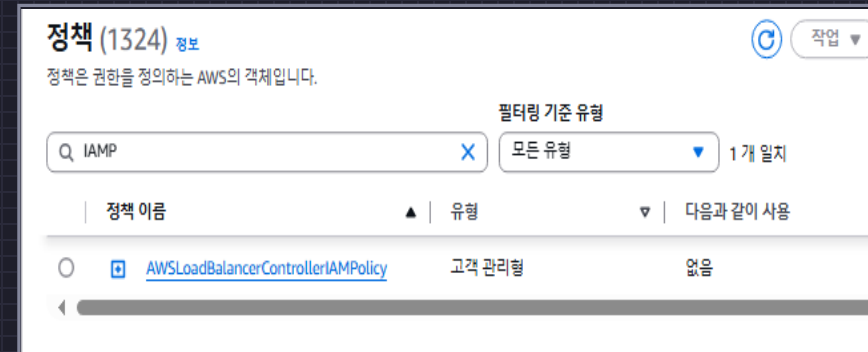 정책 (1324) 정보
작업
정책은 권한을 정의하는 AWS의 객체입니다.
필터링 기준 유형
IAMP
모든 유형
1 개 일치
정책 이름
유형
다음과 같이 사용
AWSLoadBalancerControllerIAMPolicy
고객 관리형
없음